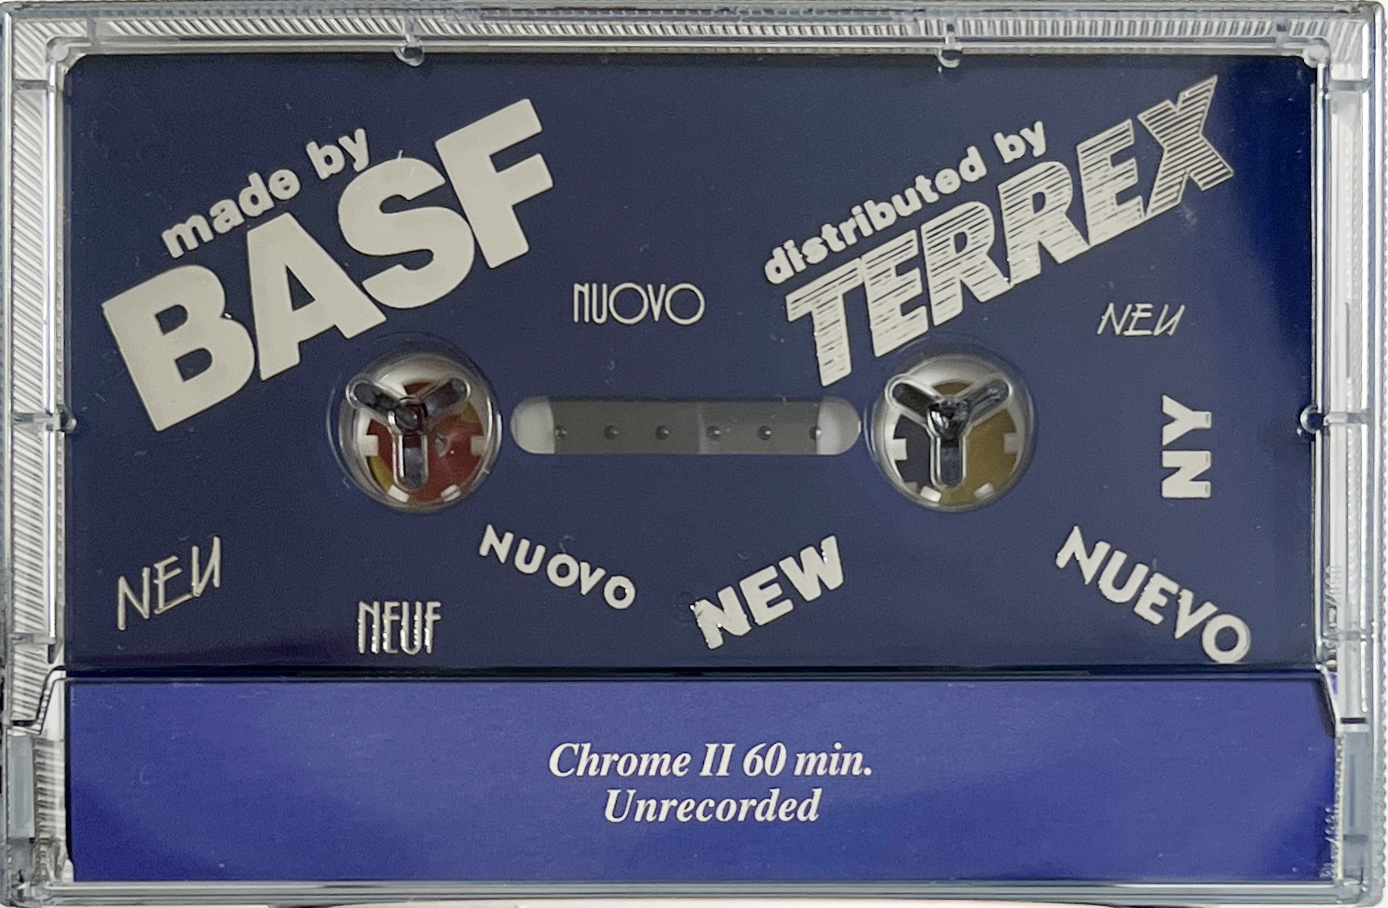 made by
BASF
distributed by
TERREX
NUOVO
NEU
NY
NEU
NEUF
NUOVO
NEW
NUEVO
Chrome II 60 min.
Unrecorded